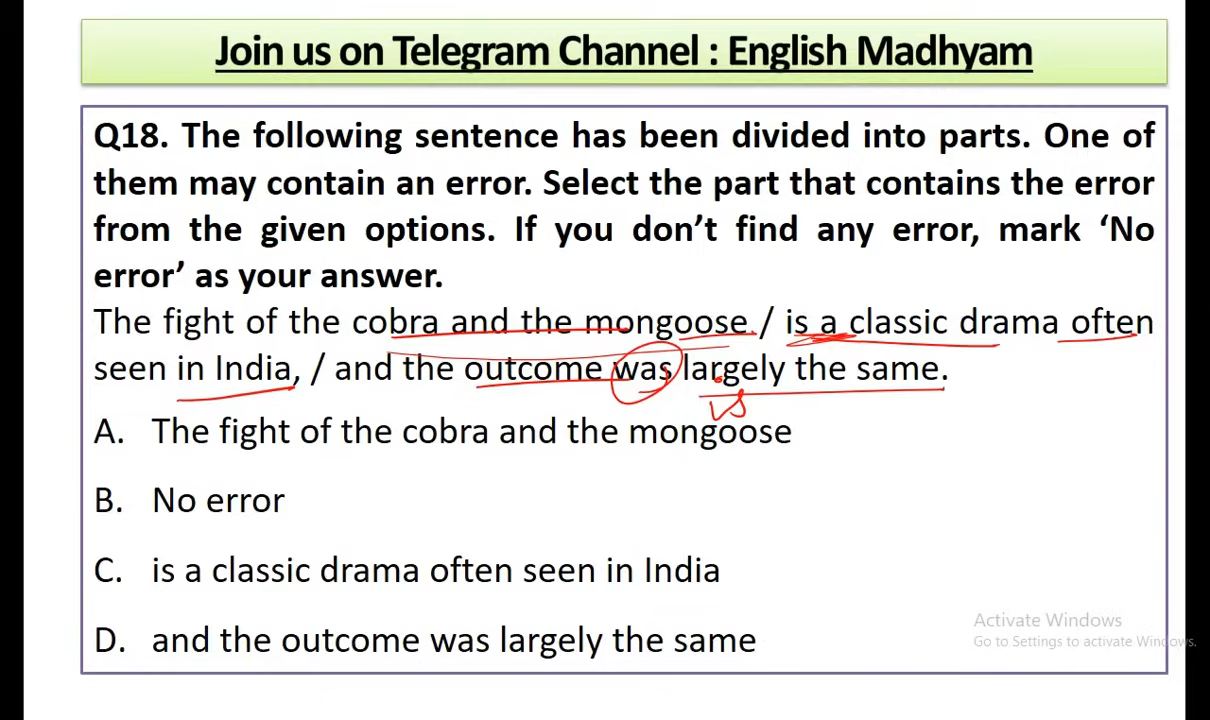 Join us on Telegram Channel : English Madhyam
Q18. The following sentence has been divided into parts. One of
them may contain an error. Select the part that contains the error
from the given options. If you don’t find any error, mark ‘No
error’ as your answer.
The fight of the cobra and the mongoose / is a classic drama often
seen in India, / and the outcome was largely the same.
is
A. The fight of the cobra and the mongoose
B. No error
C. is a classic drama often seen in India
D. and the outcome was largely the same
Activate Windows
Go to Settings to activate Windows.